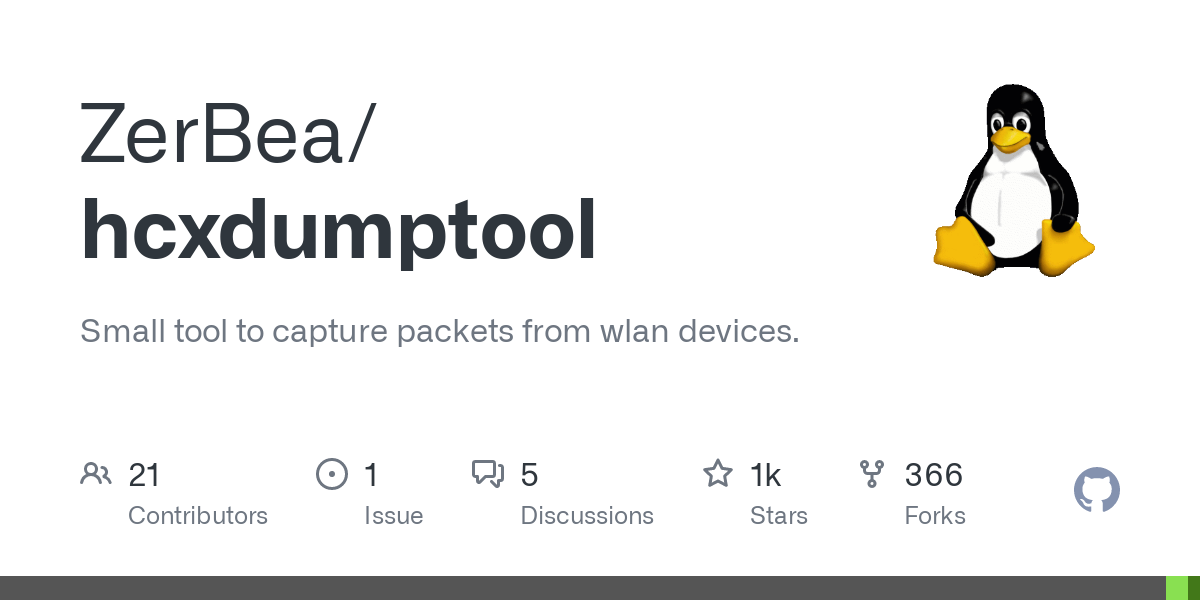 ZerBea/
hcxdumptool
Small tool to capture packets from wlan devices.
21
Contributors
1
Issue
5
Discussions
1k
Stars
366
Forks